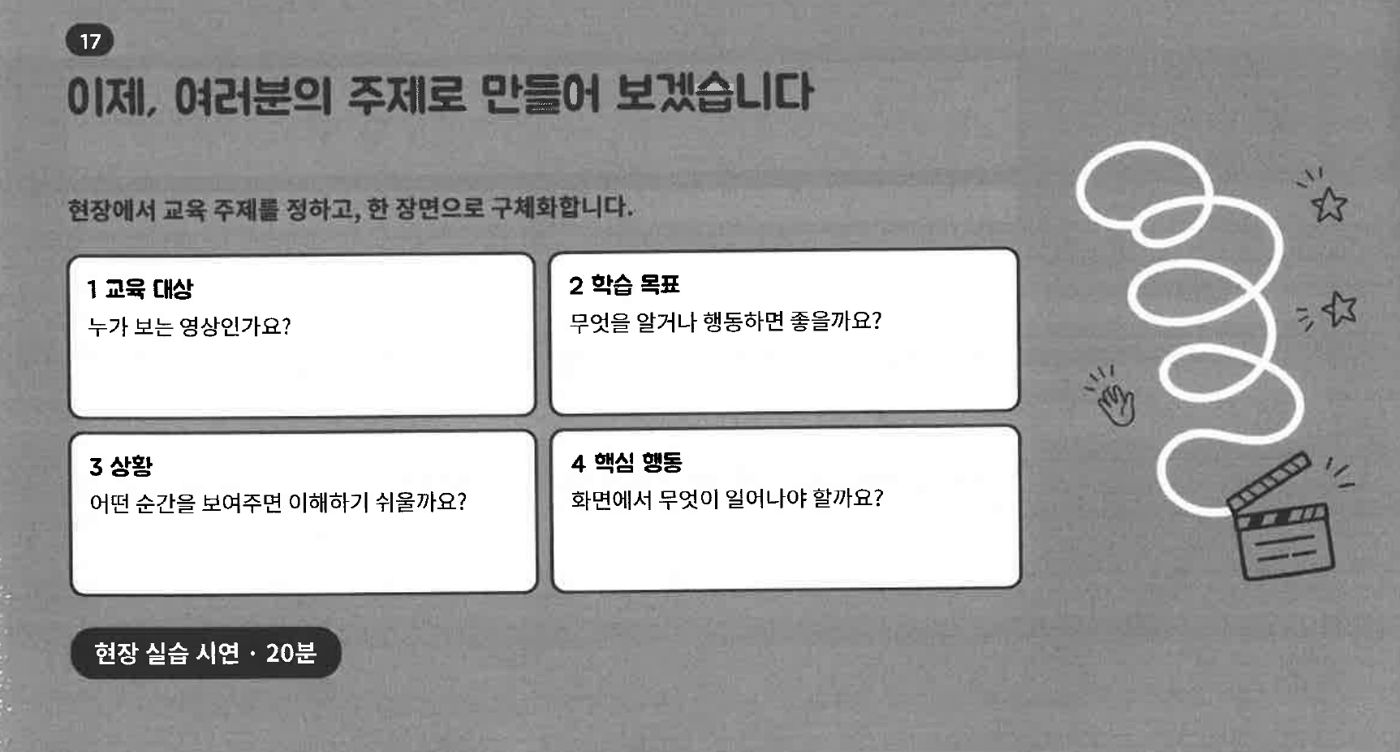 17
이제, 여러분의 주제로 만들어 보겠습니다
현장에서 교육 주제를 정하고, 한 장면으로 구체화합니다.
1 교육 대상
누가 보는 영상인가요?
2 학습 목표
무엇을 알거나 행동하면 좋을까요?
3 상황
어떤 순간을 보여주면 이해하기 쉬울까요?
4 핵심 행동
화면에서 무엇이 일어나야 할까요?
현장 실습 시연 · 20분